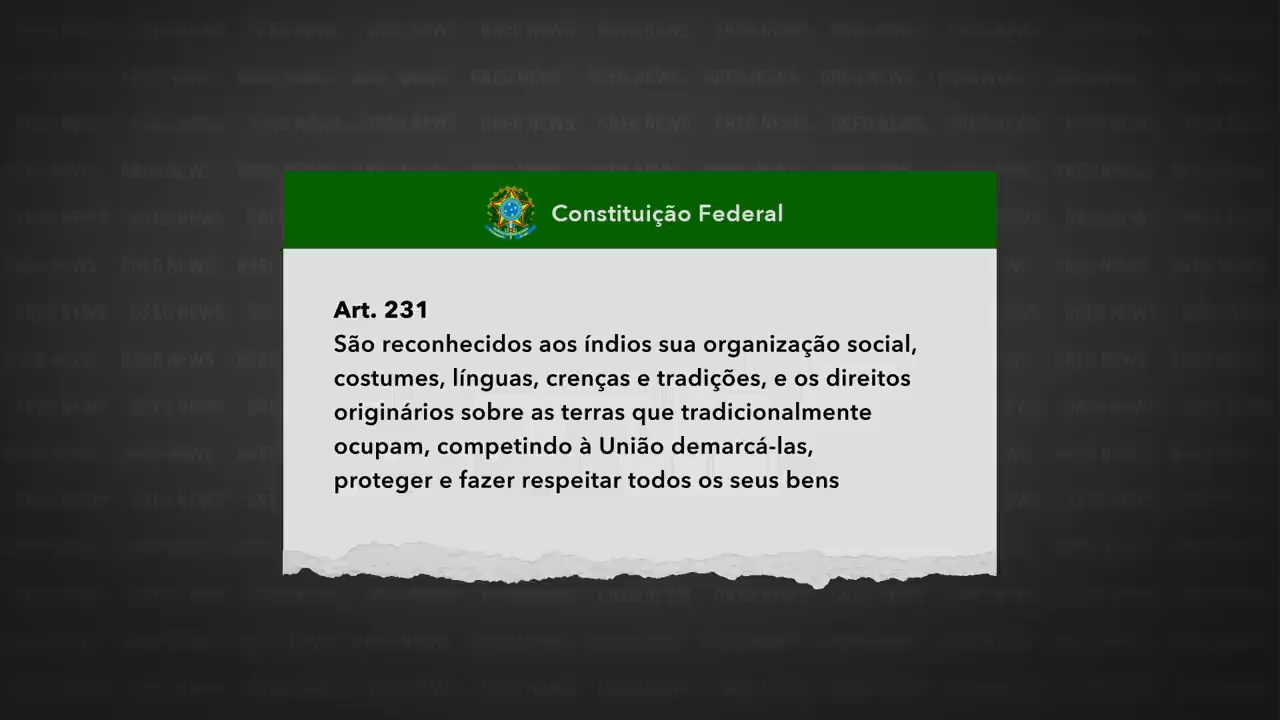 Constituição Federal
Art. 231
São reconhecidos aos índios sua organização social,
costumes, línguas, crenças e tradições, e os direitos
originários sobre as terras que tradicionalmente
ocupam, competindo à União demarcá-las,
proteger e fazer respeitar todos os seus bens